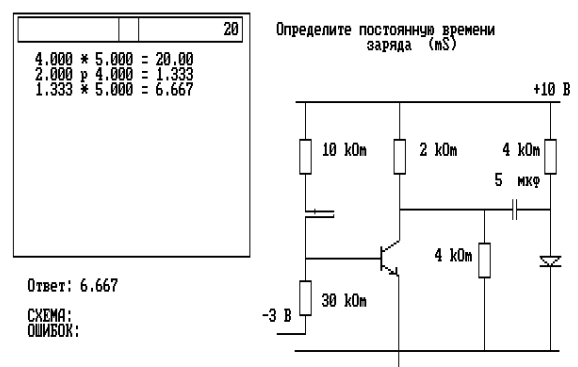 20
4.000 * 5.000 = 20.00
2.000 p 4.000 = 1.333
1.333 * 5.000 = 6.667
Ответ: 6.667
СХЕМА:
ОШИБОК:
Определите постоянную времени
заряда (mS)
+10 В
10 kOm
2 kOm
4 kOm
5 мкф
4 kOm
30 kOm
-3 В